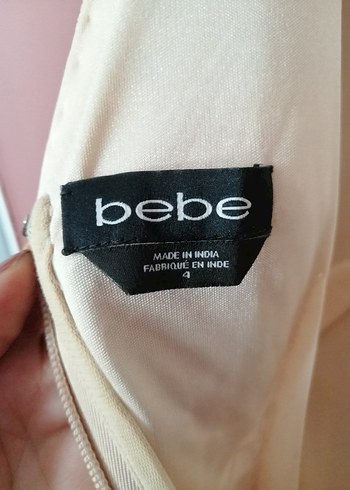 bebe
MADE IN INDIA
FABRIQUÉ EN INDE
4